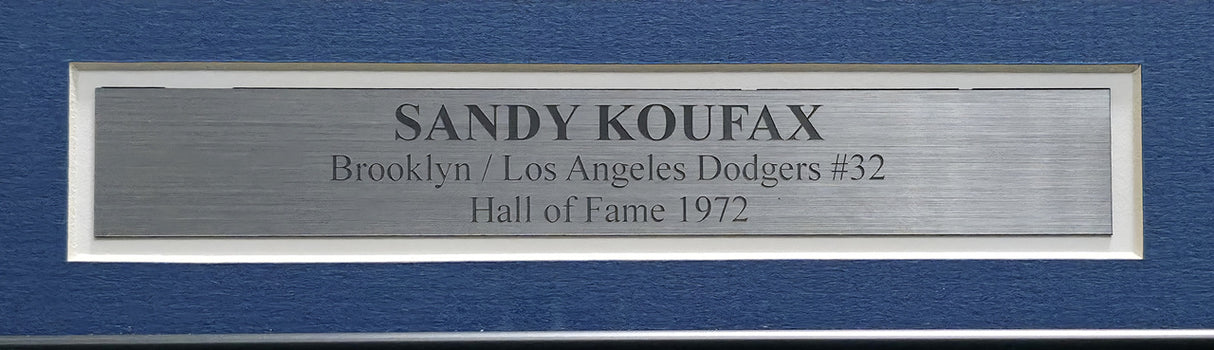 SANDY KOUFAX
Brooklyn / Los Angeles Dodgers #32
Hall of Fame 1972